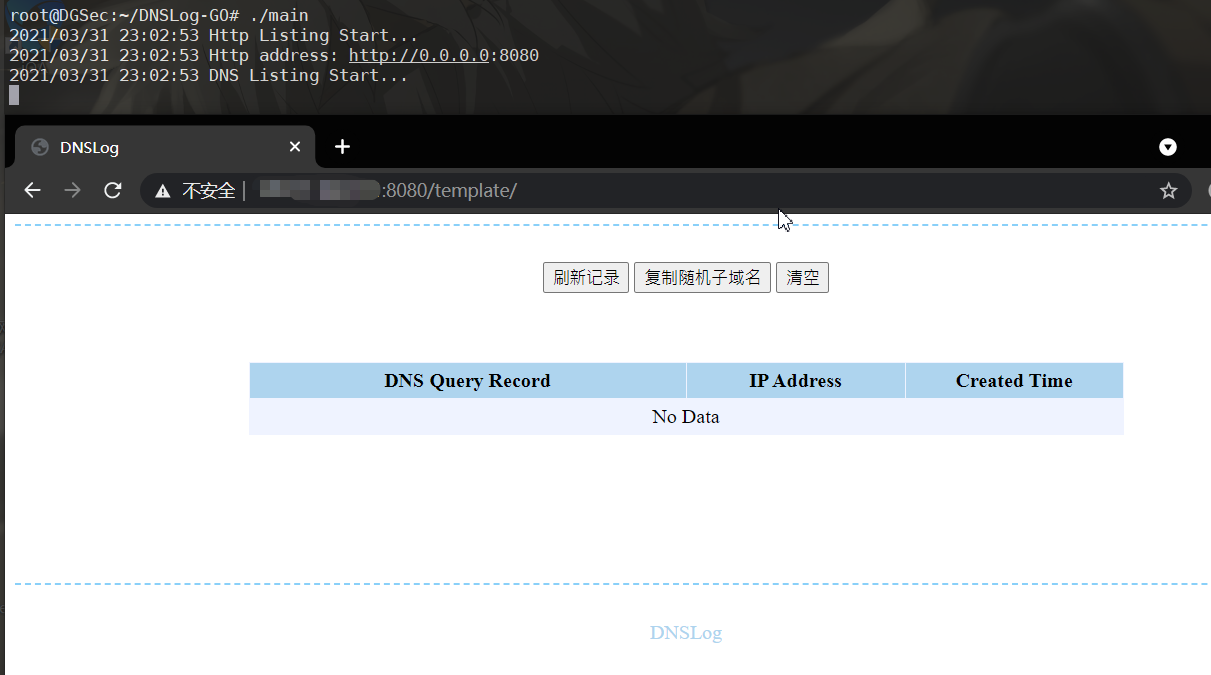 root@DGSec:~/DNSLog-GO# ./main
2021/03/31 23:02:53 Http Listing Start...
2021/03/31 23:02:53 Http address: http://0.0.0.0:8080
2021/03/31 23:02:53 DNS Listing Start...
DNSLog
不安全 | :8080/template/
刷新记录 复制随机子域名 清空
DNS Query Record IP Address Created Time
No Data
DNSLog